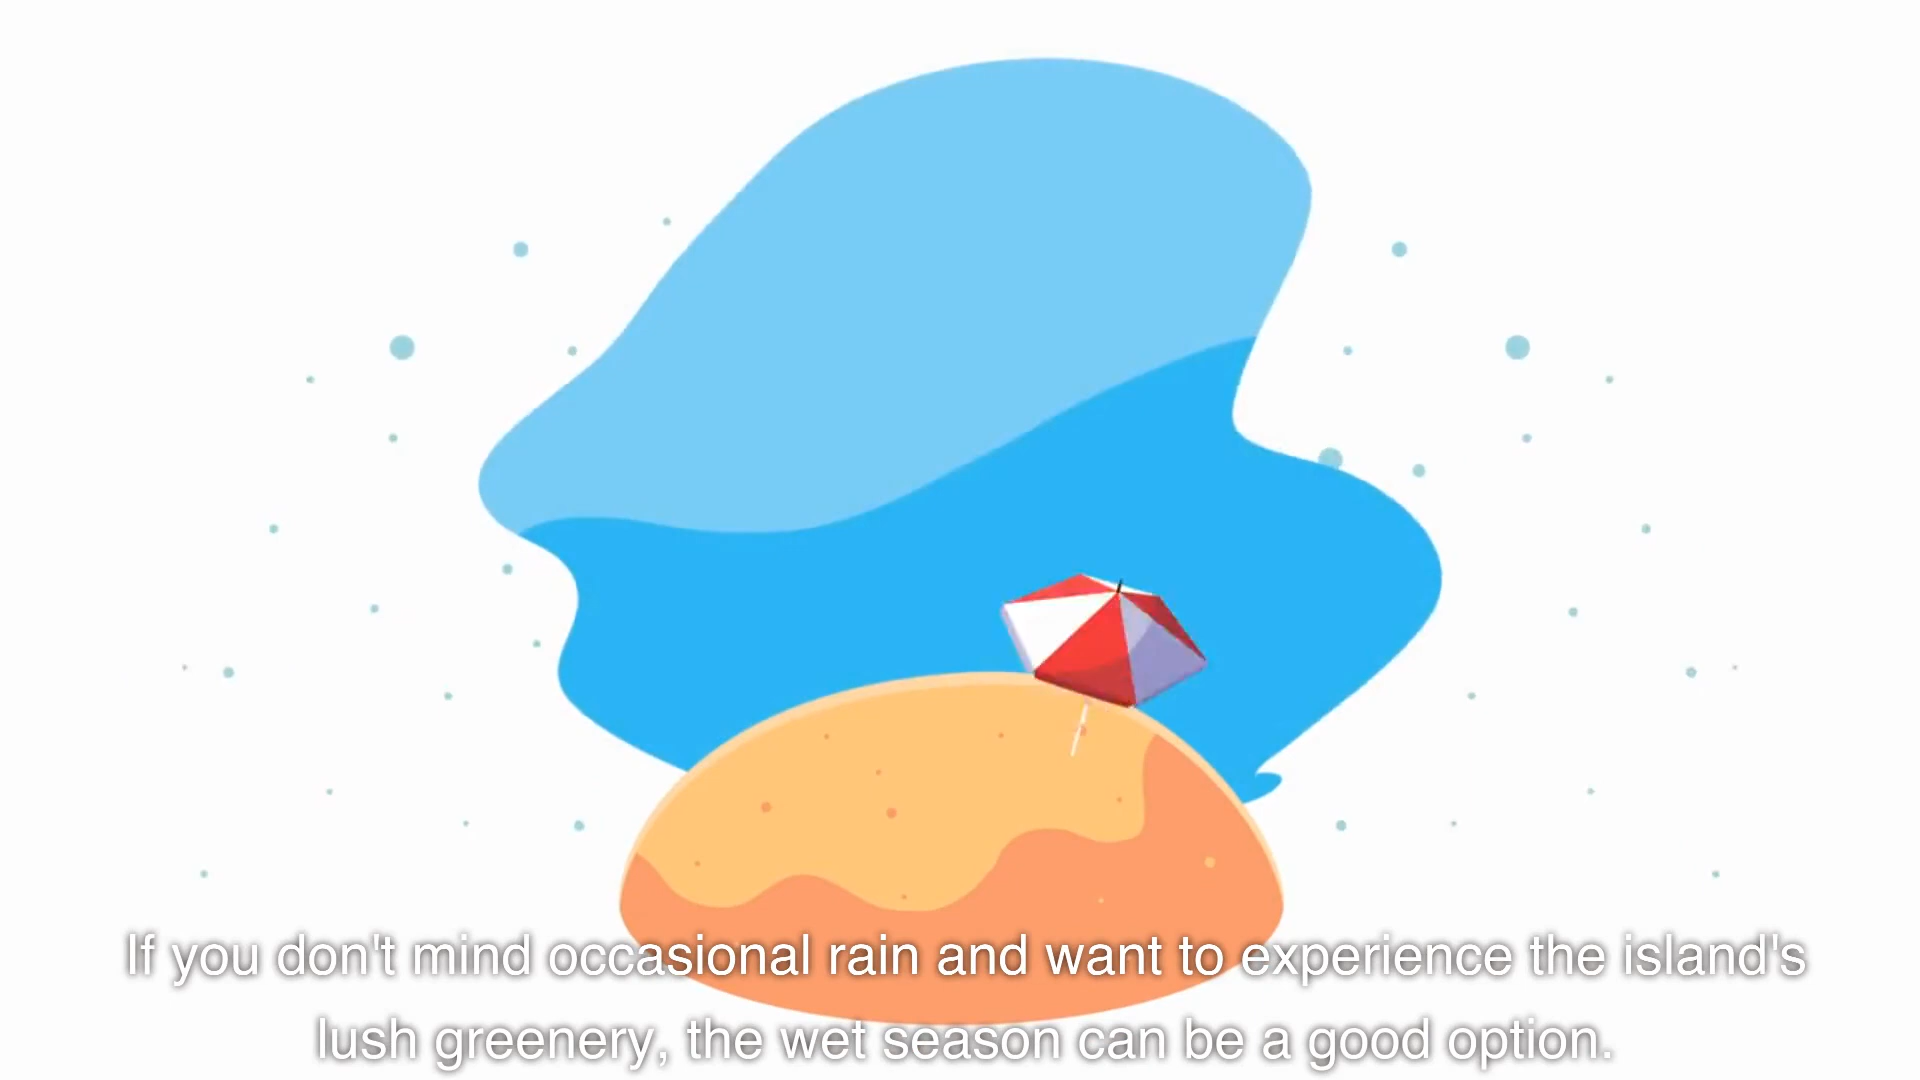 If you don't mind occasional rain and want to experience the island's
lush greenery, the wet season can be a good option.